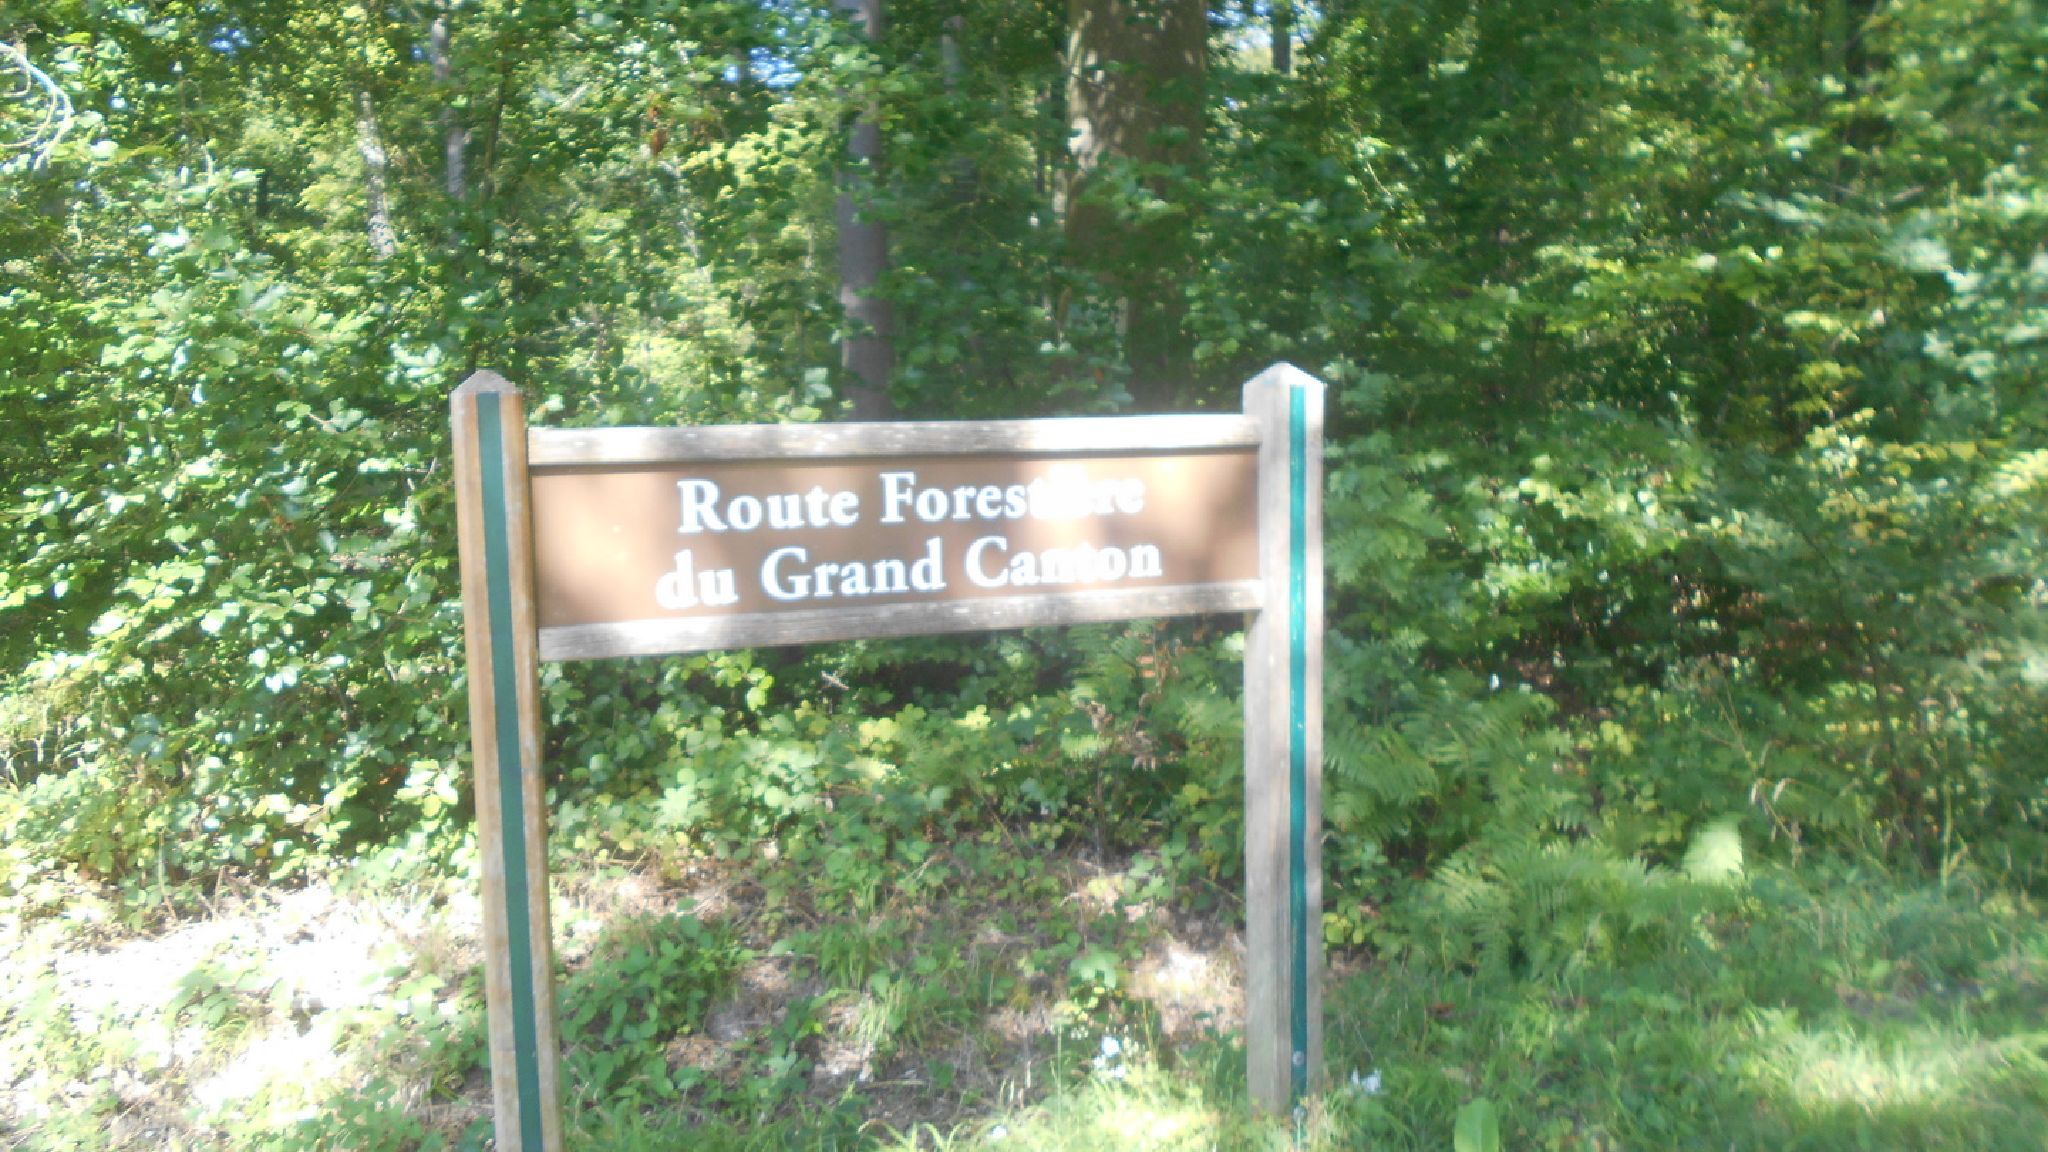 Route Forestière
du Grand Canton